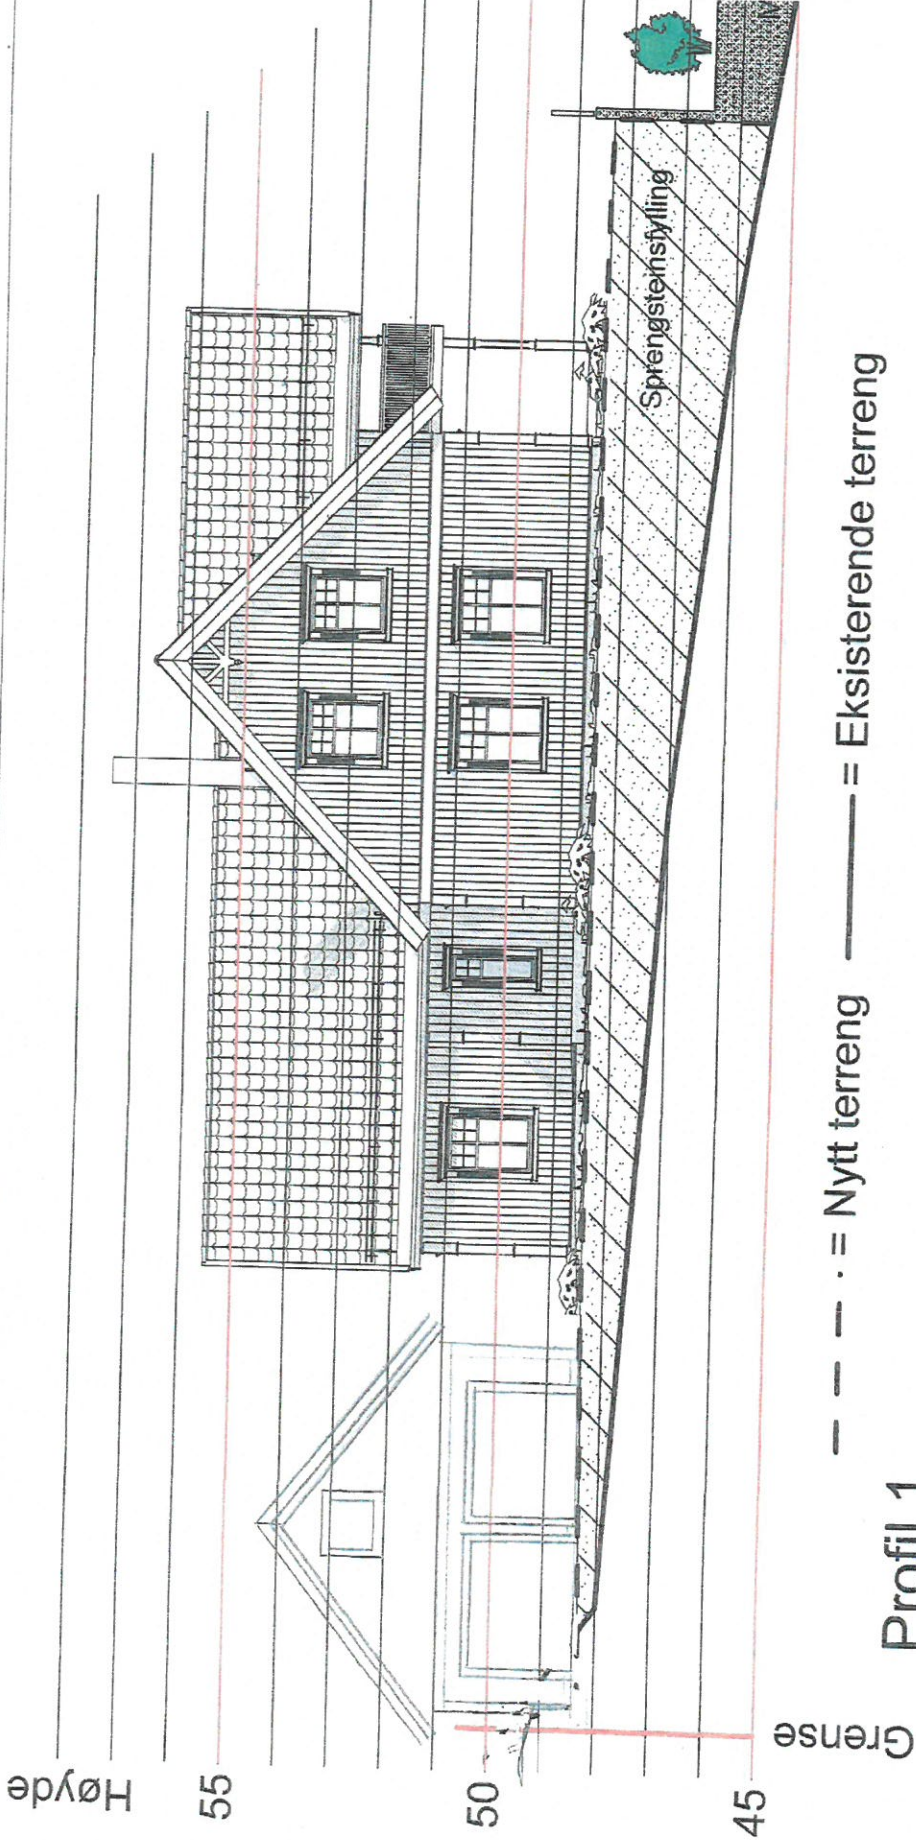 Høyde
55
50
45
Grense
Sprengsteinsfylling
= Nytt terreng
= Eksisterende terreng
Profil 1